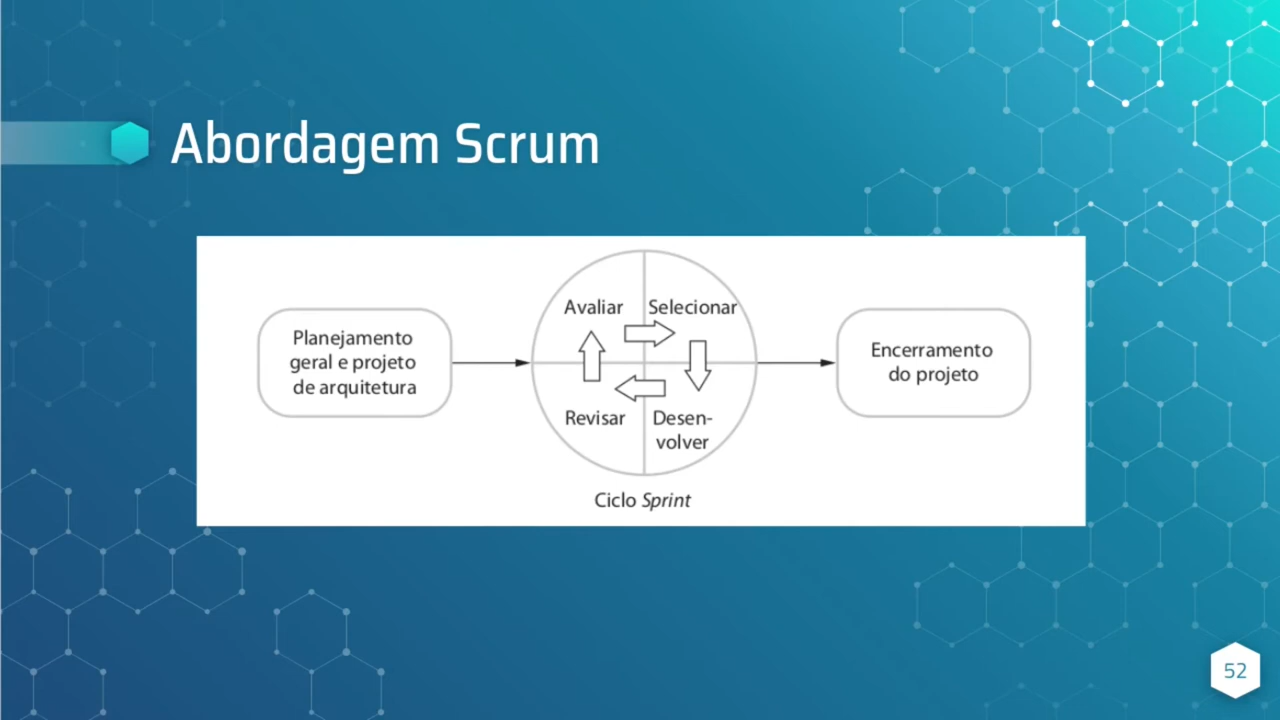 Abordagem Scrum
Planejamento
geral e projeto
de arquitetura
Avaliar
Selecionar
Revisar
Desen-
volver
Ciclo Sprint
Encerramento
do projeto
52